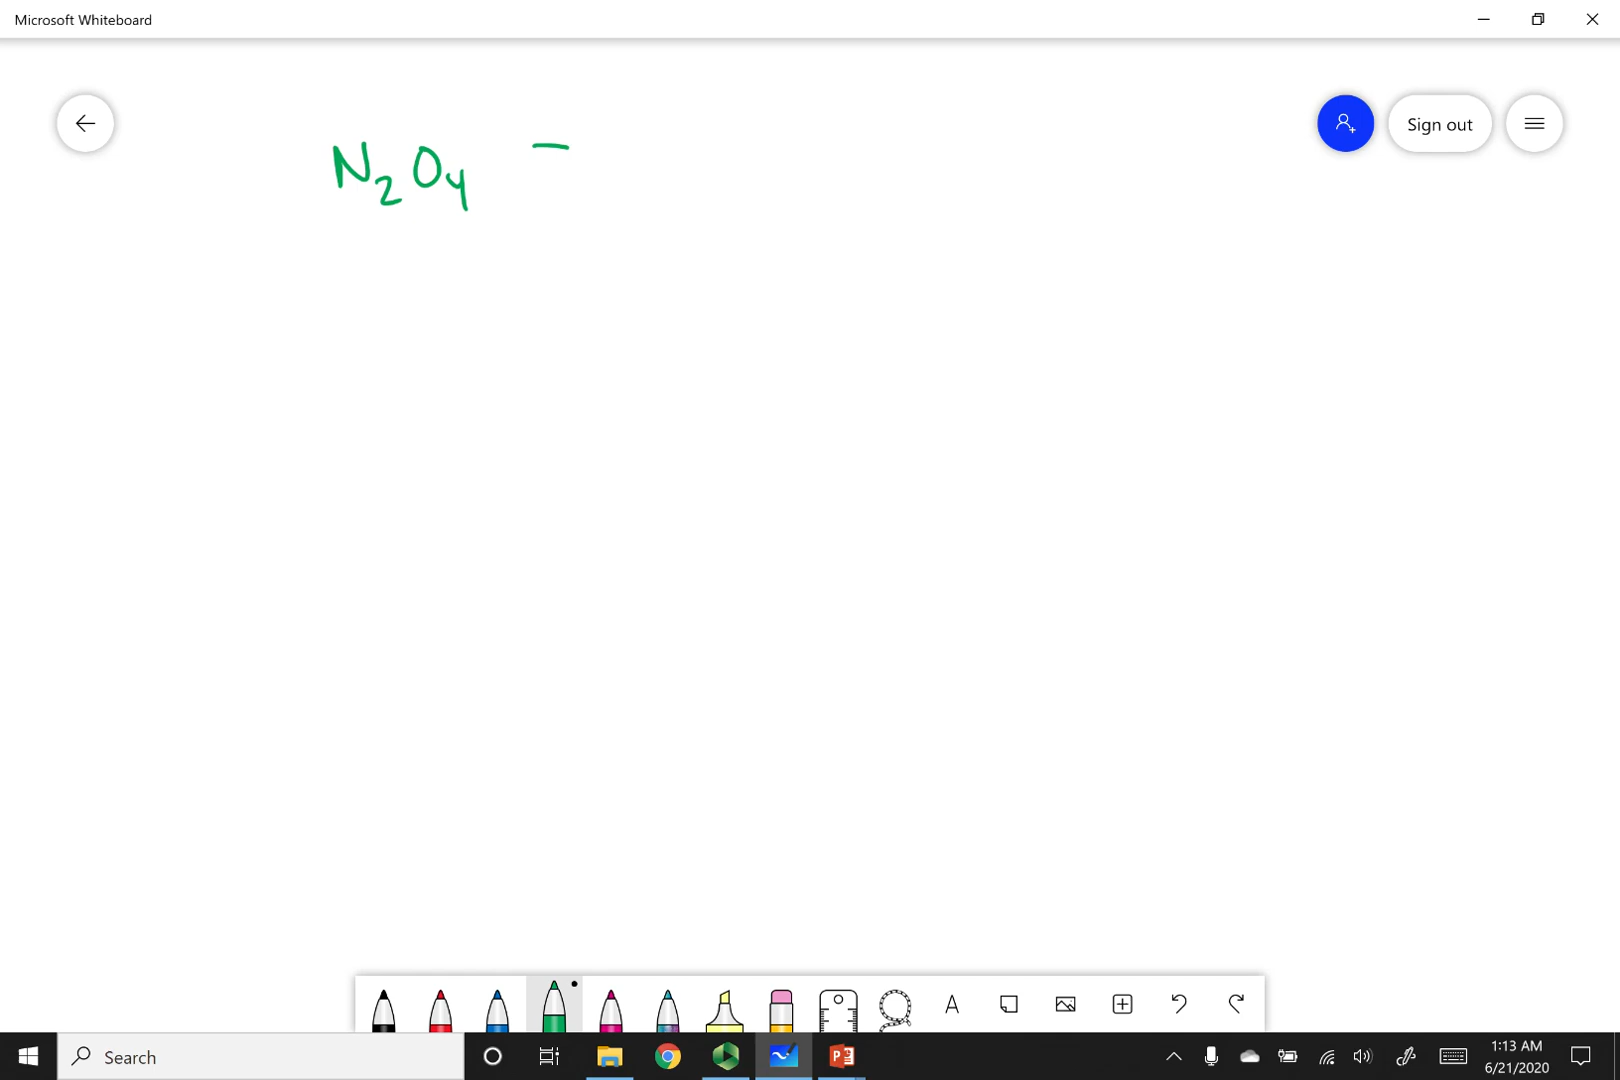 Microsoft Whiteboard
Sign out
N₂O₄ —
A
Search
1:13 AM
6/21/2020